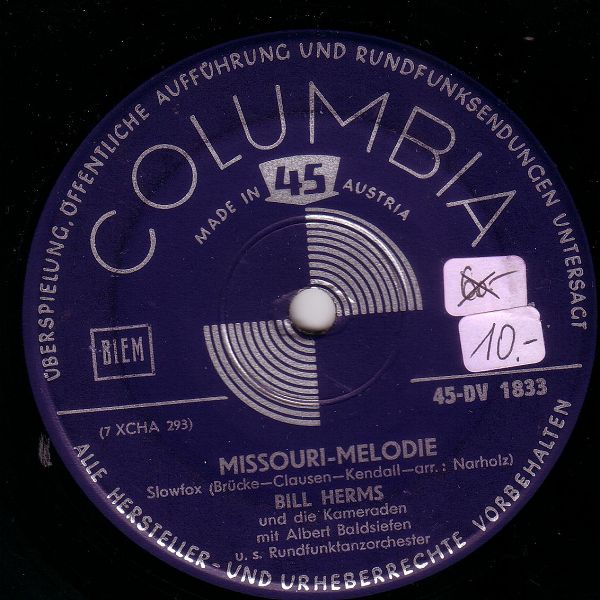 ÜBERSPIELUNG, ÖFFENTLICHE AUFFÜHRUNG UND RUNDFUNKSENDUNGEN UNTERSAGT
COLUMBIA
45
MADE IN AUSTRIA
60.-
10.-
BIEM
45-DV 1833
(7 XCHA 293)
MISSOURI-MELODIE
Slowfox (Brücke—Clausen—Kendall—arr.: Narholz)
BILL HERMS
und die Kameraden
mit Albert Baldsiefen
u. s. Rundfunktanzorchester
ALLE HERSTELLER- UND URHEBERRECHTE VORBEHALTEN